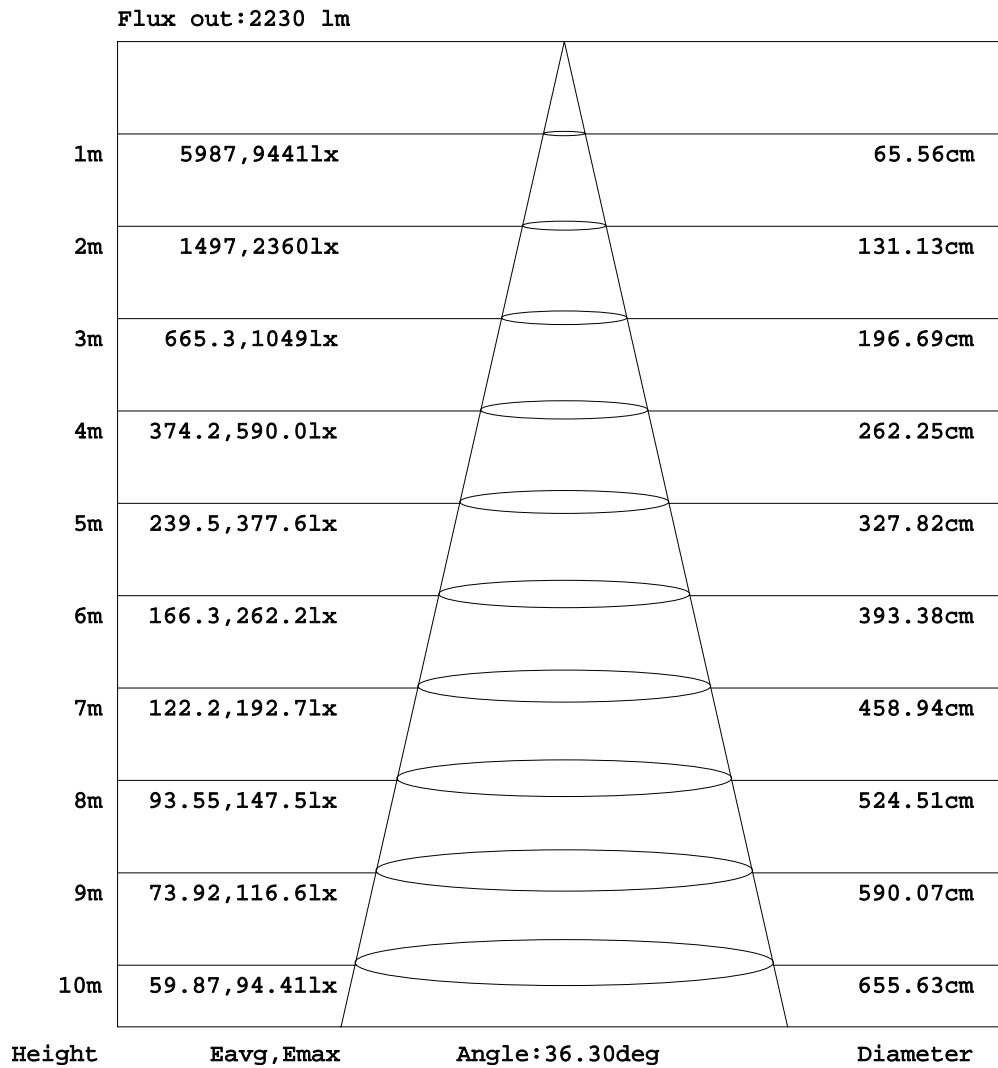 Flux out:2230 lm
1m 5987,9441lx 65.56cm
2m 1497,2360lx 131.13cm
3m 665.3,1049lx 196.69cm
4m 374.2,590.0lx 262.25cm
5m 239.5,377.6lx 327.82cm
6m 166.3,262.2lx 393.38cm
7m 122.2,192.7lx 458.94cm
8m 93.55,147.5lx 524.51cm
9m 73.92,116.6lx 590.07cm
10m 59.87,94.41lx 655.63cm
Height Eavg,Emax Angle:36.30deg Diameter